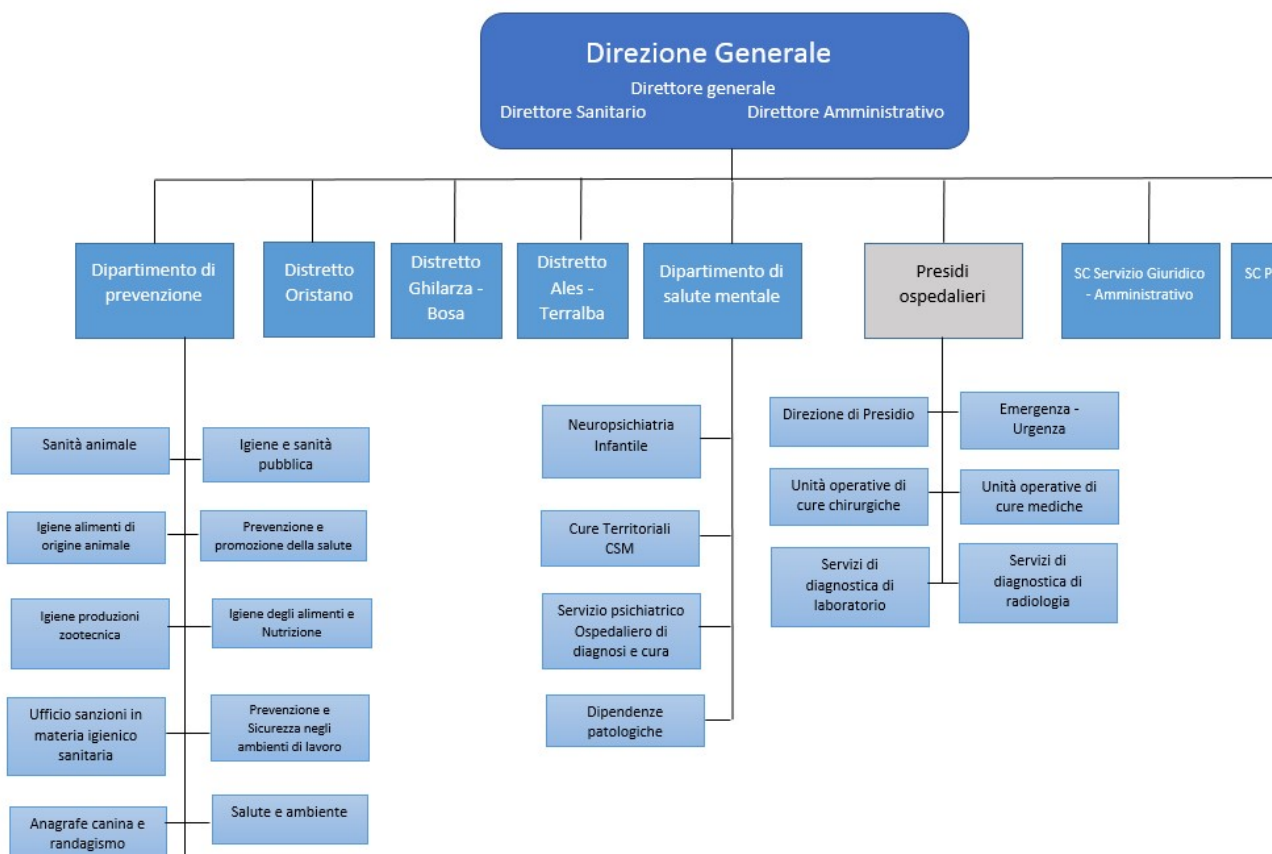 Direzione Generale
Direttore generale
Direttore Sanitario Direttore Amministrativo
Dipartimento di
prevenzione
Distretto
Oristano
Distretto
Ghilarza -
Bosa
Distretto
Ales -
Terralba
Dipartimento di
salute mentale
Presidi
ospedalieri
SC Servizio Giuridico
- Amministrativo
SC P
Sanità animale
Igiene e sanità
pubblica
Igiene alimenti di
origine animale
Prevenzione e
promozione della salute
Igiene produzioni
zootecnica
Igiene degli alimenti e
Nutrizione
Ufficio sanzioni in
materia igienico
sanitaria
Prevenzione e
Sicurezza negli
ambienti di lavoro
Anagrafe canina e
randagismo
Salute e ambiente
Neuropsichiatria
Infantile
Cure Territoriali
CSM
Servizio psichiatrico
Ospedaliero di
diagnosi e cura
Dipendenze
patologiche
Direzione di Presidio
Emergenza -
Urgenza
Unità operative di
cure chirurgiche
Unità operative di
cure mediche
Servizi di
diagnostica di
laboratorio
Servizi di
diagnostica di
radiologia